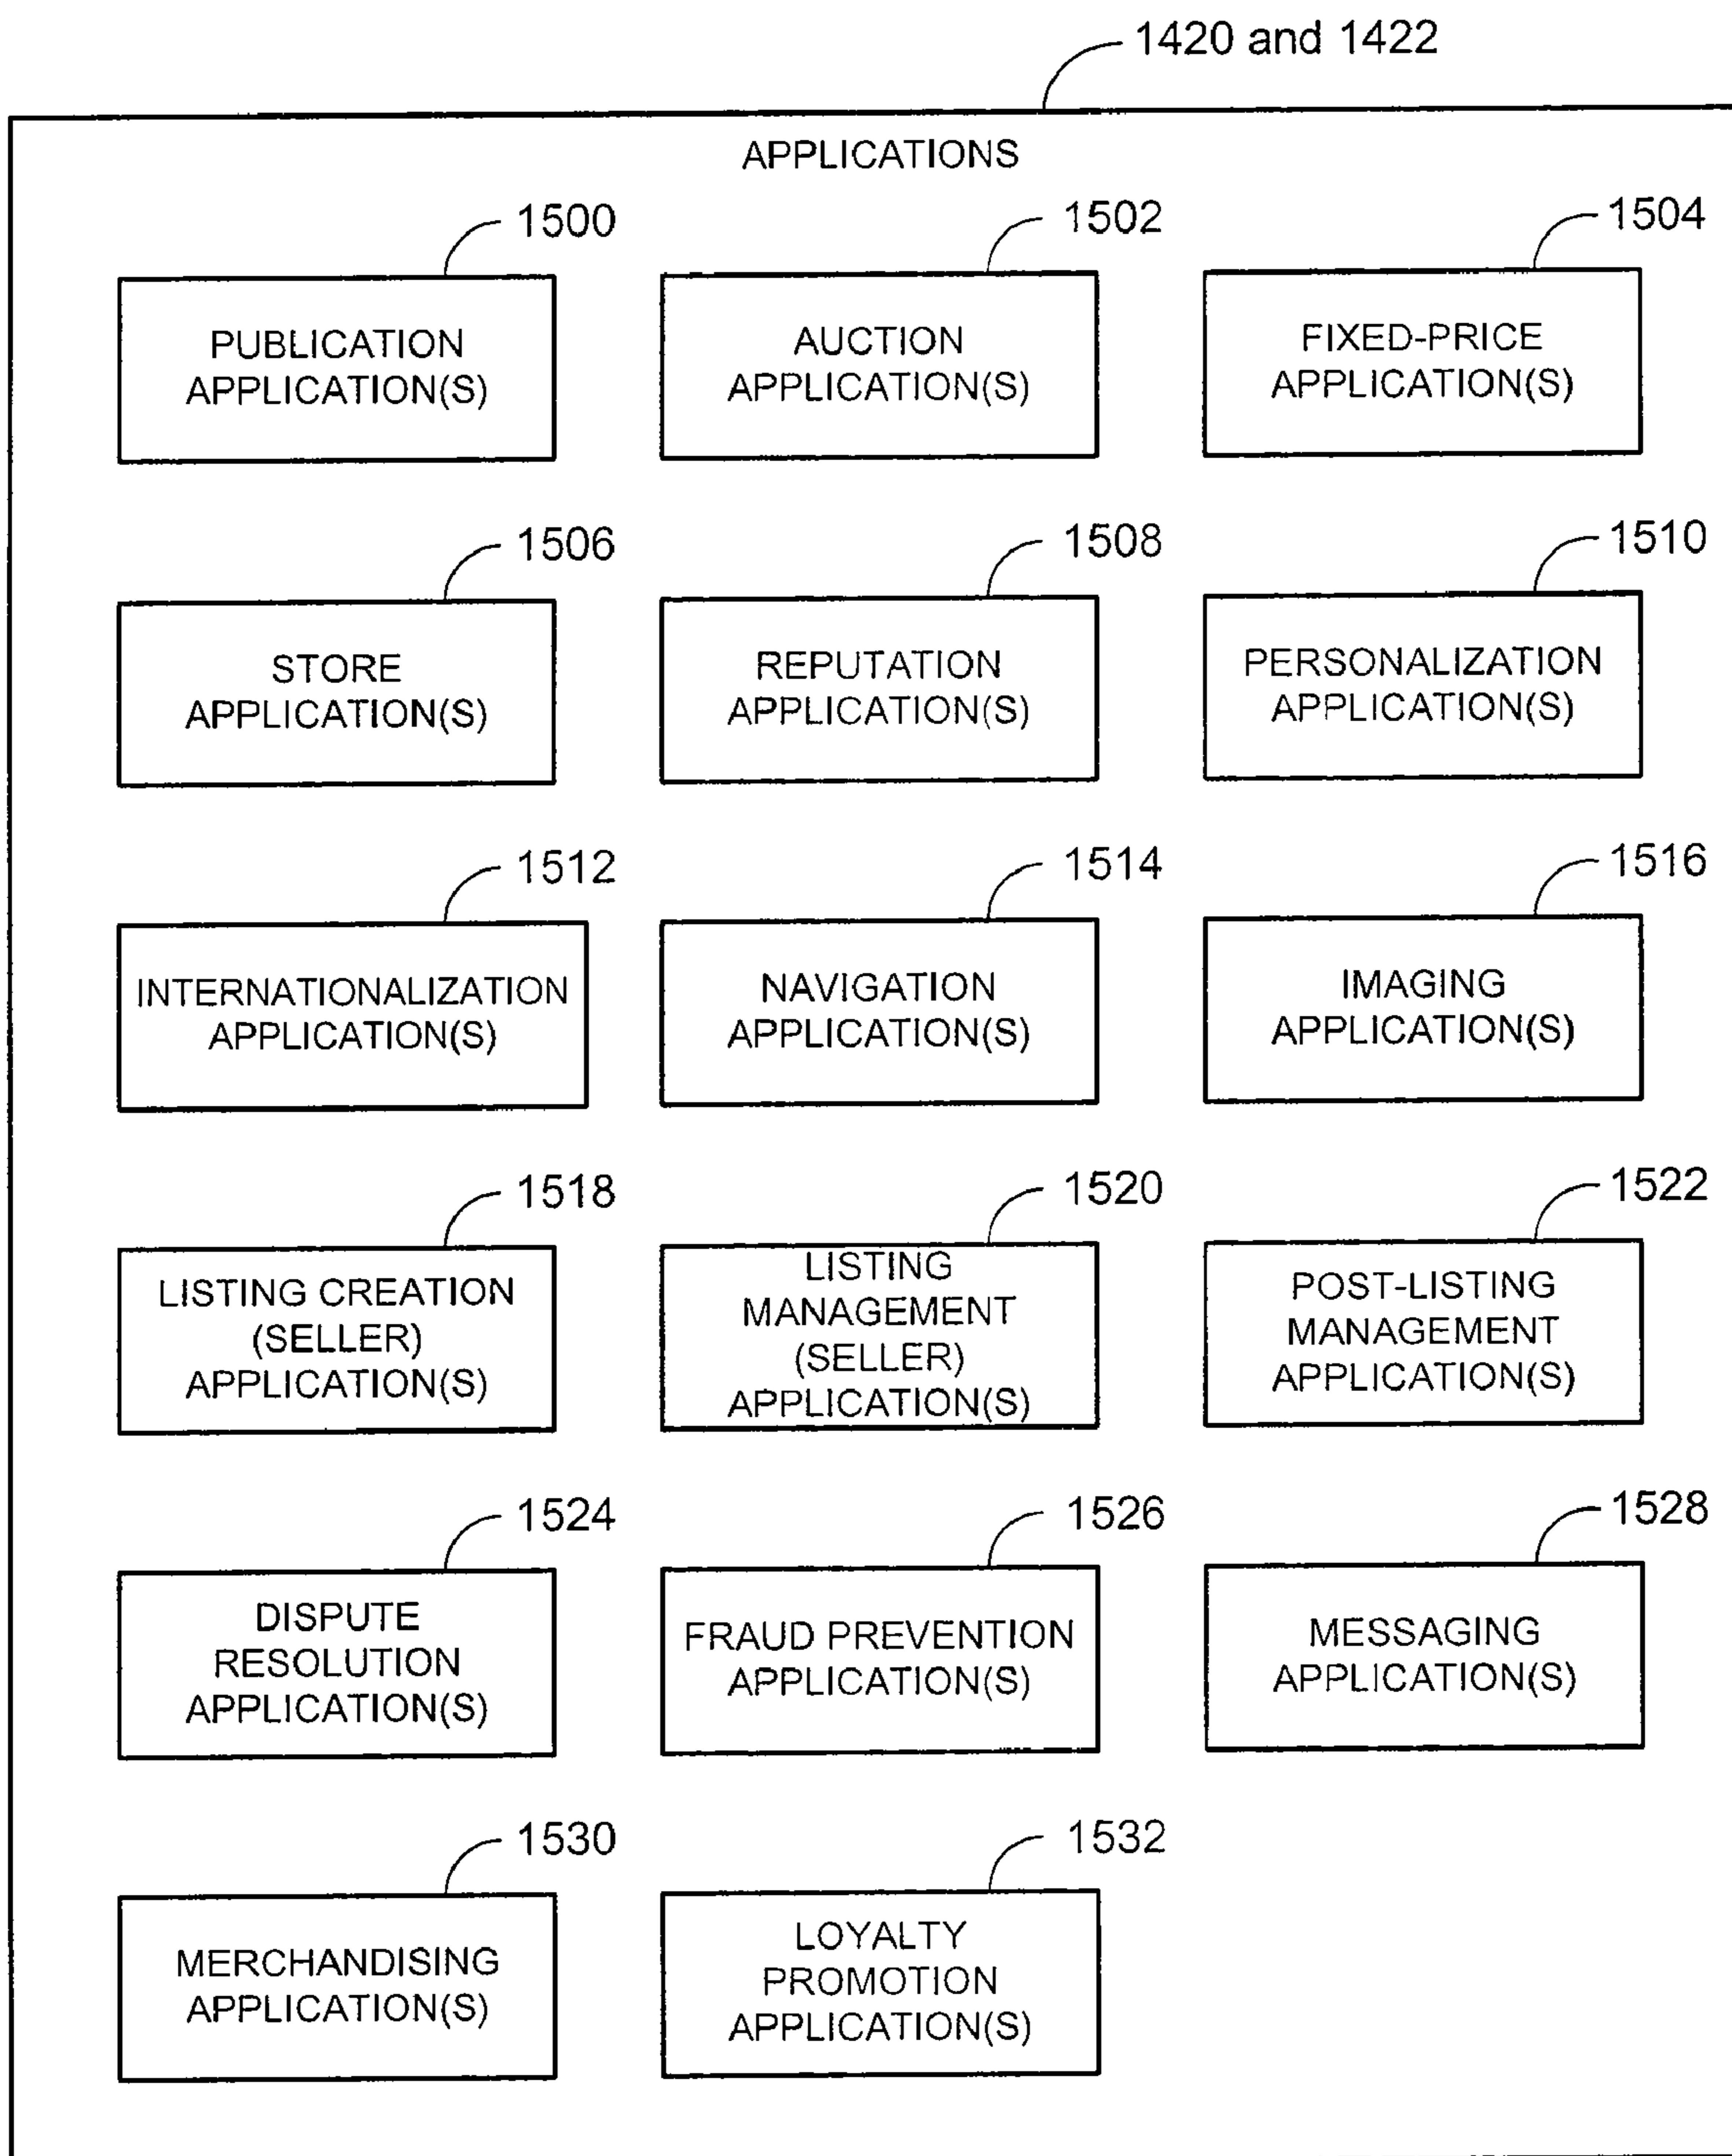 1420 and 1422
APPLICATIONS
1500
PUBLICATION
APPLICATION(S)
1502
AUCTION
APPLICATION(S)
1504
FIXED-PRICE
APPLICATION(S)
1506
STORE
APPLICATION(S)
1508
REPUTATION
APPLICATION(S)
1510
PERSONALIZATION
APPLICATION(S)
1512
INTERNATIONALIZATION
APPLICATION(S)
1514
NAVIGATION
APPLICATION(S)
1516
IMAGING
APPLICATION(S)
1518
LISTING CREATION
(SELLER)
APPLICATION(S)
1520
LISTING
MANAGEMENT
(SELLER)
APPLICATION(S)
1522
POST-LISTING
MANAGEMENT
APPLICATION(S)
1524
DISPUTE
RESOLUTION
APPLICATION(S)
1526
FRAUD PREVENTION
APPLICATION(S)
1528
MESSAGING
APPLICATION(S)
1530
MERCHANDISING
APPLICATION(S)
1532
LOYALTY
PROMOTION
APPLICATION(S)